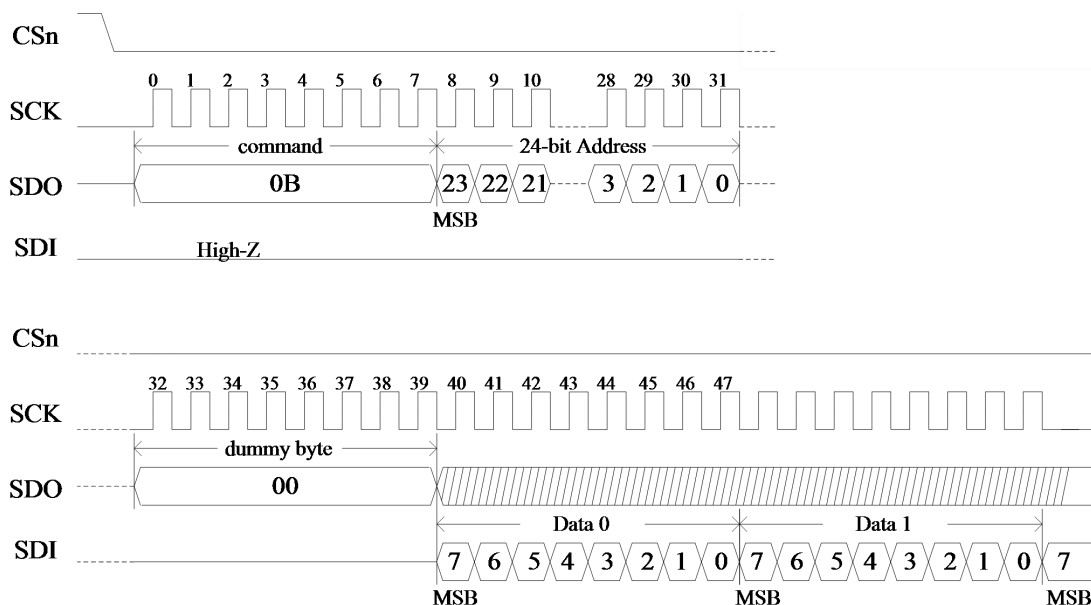 CSn
0 1 2 3 4 5 6 7 8 9 10 28 29 30 31
SCK
command 24-bit Address
SDO 0B 23 22 21 3 2 1 0
MSB
SDI High-Z
CSn
32 33 34 35 36 37 38 39 40 41 42 43 44 45 46 47
SCK
dummy byte
SDO 00
Data 0 Data 1
SDI 7 6 5 4 3 2 1 0 7 6 5 4 3 2 1 0 7
MSB MSB MSB